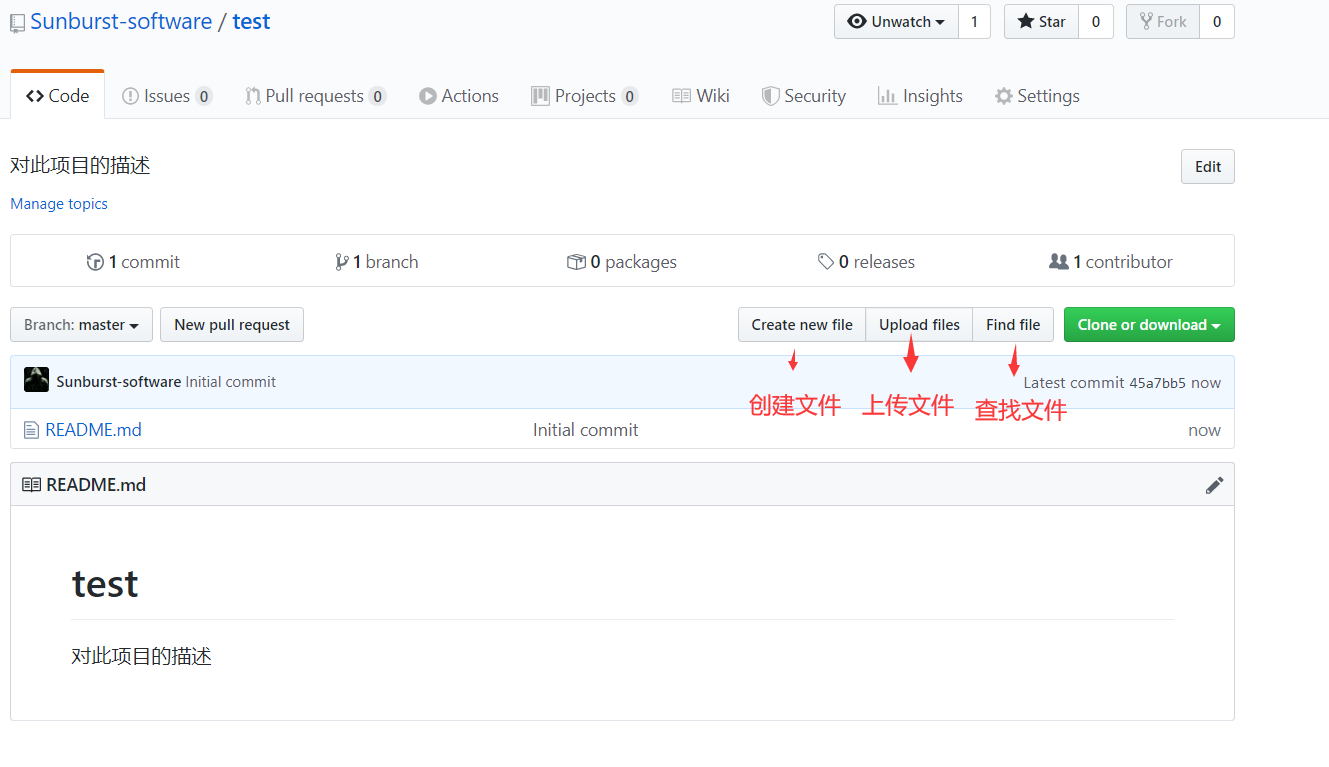 Sunburst-software / test
Unwatch 1 Star 0 Fork 0
Code Issues 0 Pull requests 0 Actions Projects 0 Wiki Security Insights Settings
对此项目的描述
Edit
Manage topics
1 commit 1 branch 0 packages 0 releases 1 contributor
Branch: master New pull request Create new file Upload files Find file Clone or download
Sunburst-software Initial commit Latest commit 45a7bb5 now
创建文件 上传文件 查找文件
README.md Initial commit now
README.md
test
对此项目的描述